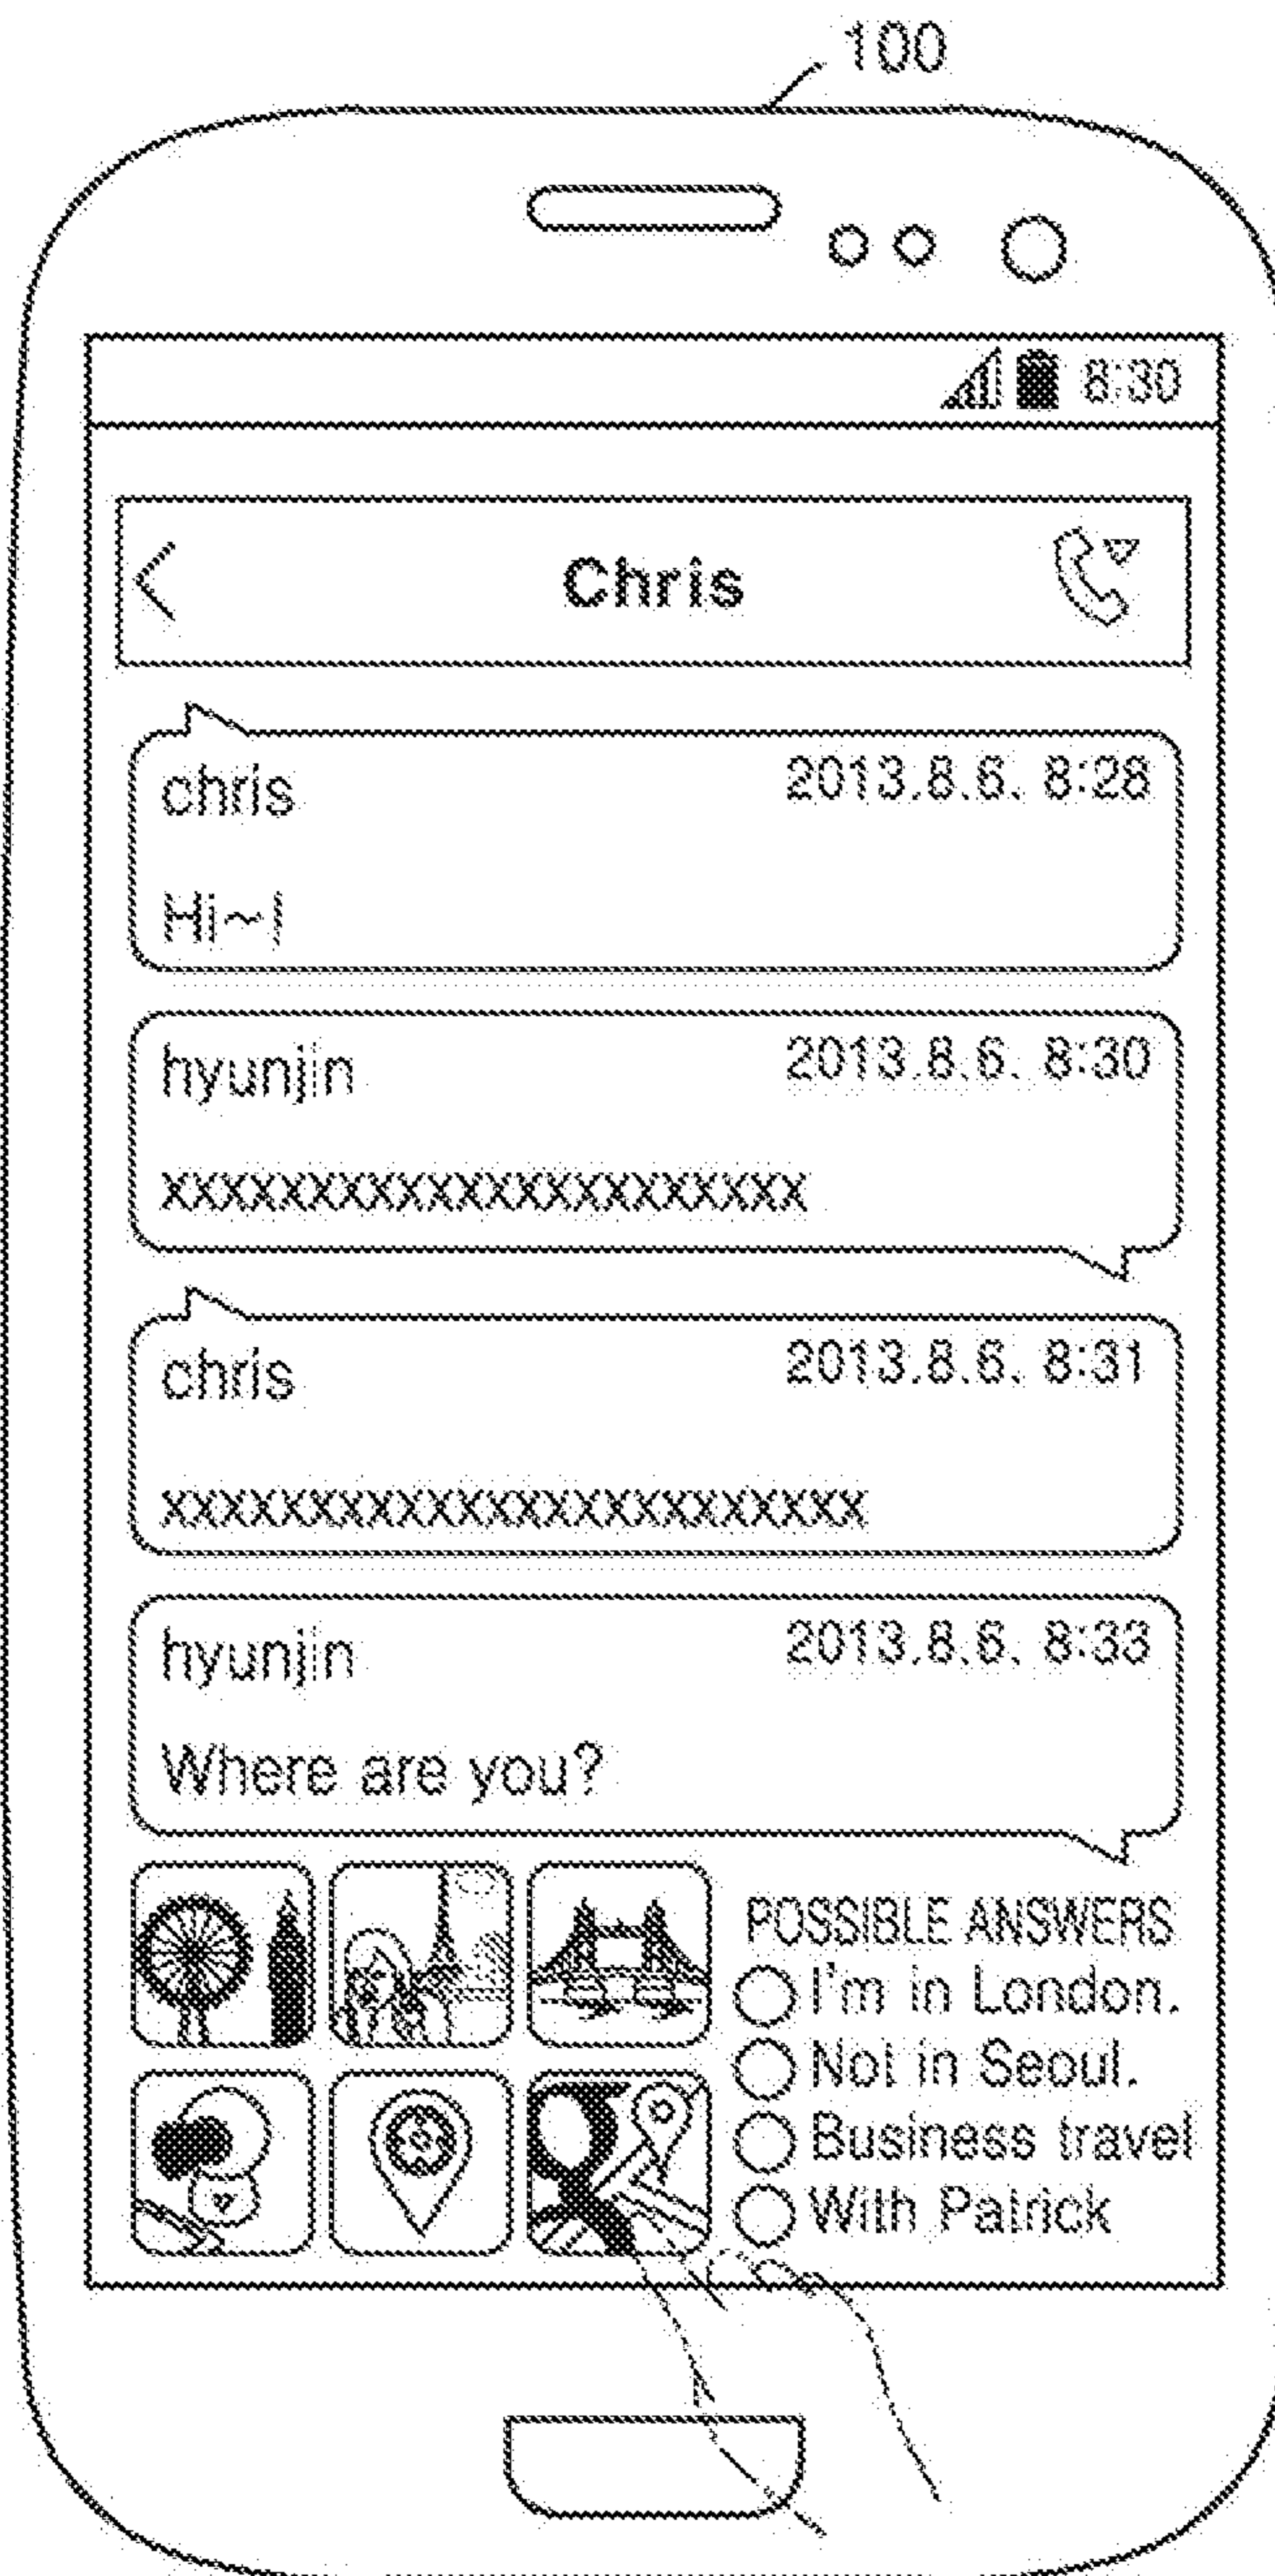 100
8:30
Chris
chris 2013.8.6. 8:28
Hi~!
hyunjin 2013.8.6. 8:30
xxxxxxxxxxxxxxxxxxxxxx
chris 2013.8.6. 8:31
xxxxxxxxxxxxxxxxxxxxxxxx
hyunjin 2013.8.6. 8:33
Where are you?
POSSIBLE ANSWERS
I'm in London.
Not in Seoul.
Business travel
With Patrick